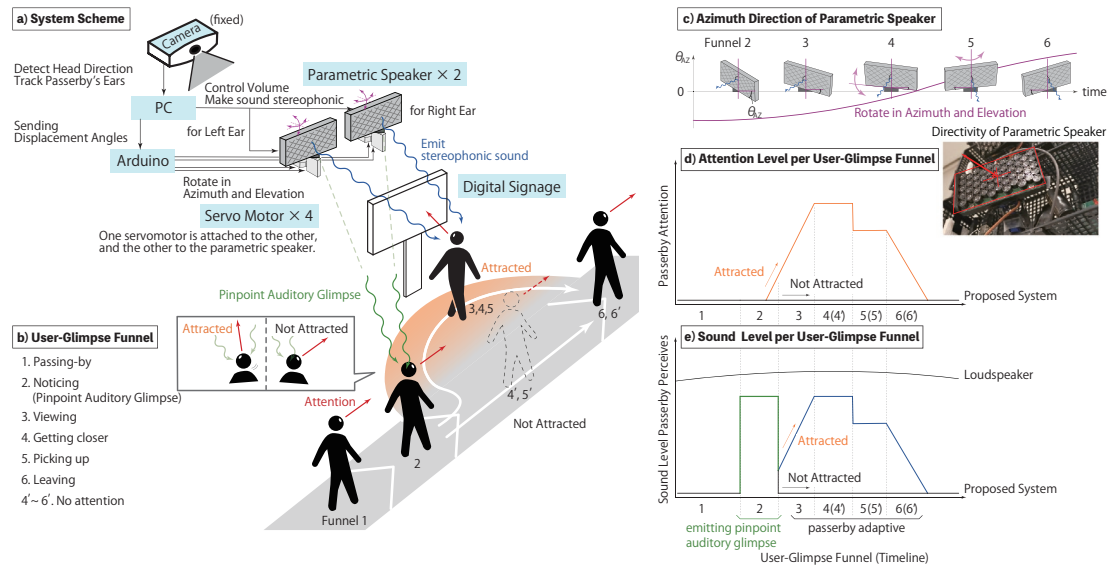 a) System Scheme
Camera
(fixed)
Detect Head Direction
Track Passerby's Ears
PC
Control Volume
Make sound stereophonic
Parametric Speaker × 2
for Right Ear
for Left Ear
Sending
Displacement Angles
Arduino
Emit
stereophonic sound
Rotate in
Azimuth and Elevation
Digital Signage
Servo Motor × 4
One servomotor is attached to the other,
and the other to the parametric speaker.
Attracted
Pinpoint Auditory Glimpse
3,4,5
6, 6'
4', 5'
Attracted
Not Attracted
Attention
Not Attracted
2
Funnel 1
b) User-Glimpse Funnel
1. Passing-by
2. Noticing
(Pinpoint Auditory Glimpse)
3. Viewing
4. Getting closer
5. Picking up
6. Leaving
4'~ 6'. No attention
c) Azimuth Direction of Parametric Speaker
Funnel 2
3
4
5
6
θAZ
0
time
θAZ
Rotate in Azimuth and Elevation
Directivity of Parametric Speaker
d) Attention Level per User-Glimpse Funnel
Passerby Attention
Attracted
Not Attracted
Proposed System
1
2
3
4(4')
5(5')
6(6')
e) Sound Level per User-Glimpse Funnel
Loudspeaker
Sound Level Passerby Perceives
Attracted
Not Attracted
Proposed System
1
2
3
4(4')
5(5')
6(6')
emitting pinpoint
auditory glimpse
passerby adaptive
User-Glimpse Funnel (Timeline)